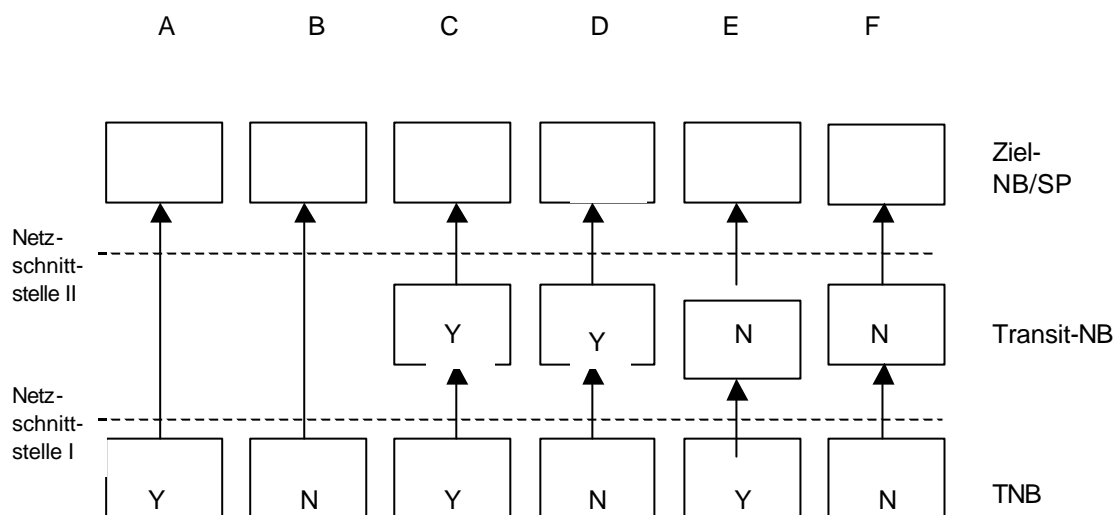 A B C D E F
Ziel-
NB/SP
Netz-
schnitt-
stelle II
Y Y N N Transit-NB
Netz-
schnitt-
stelle I
Y N Y N Y N TNB